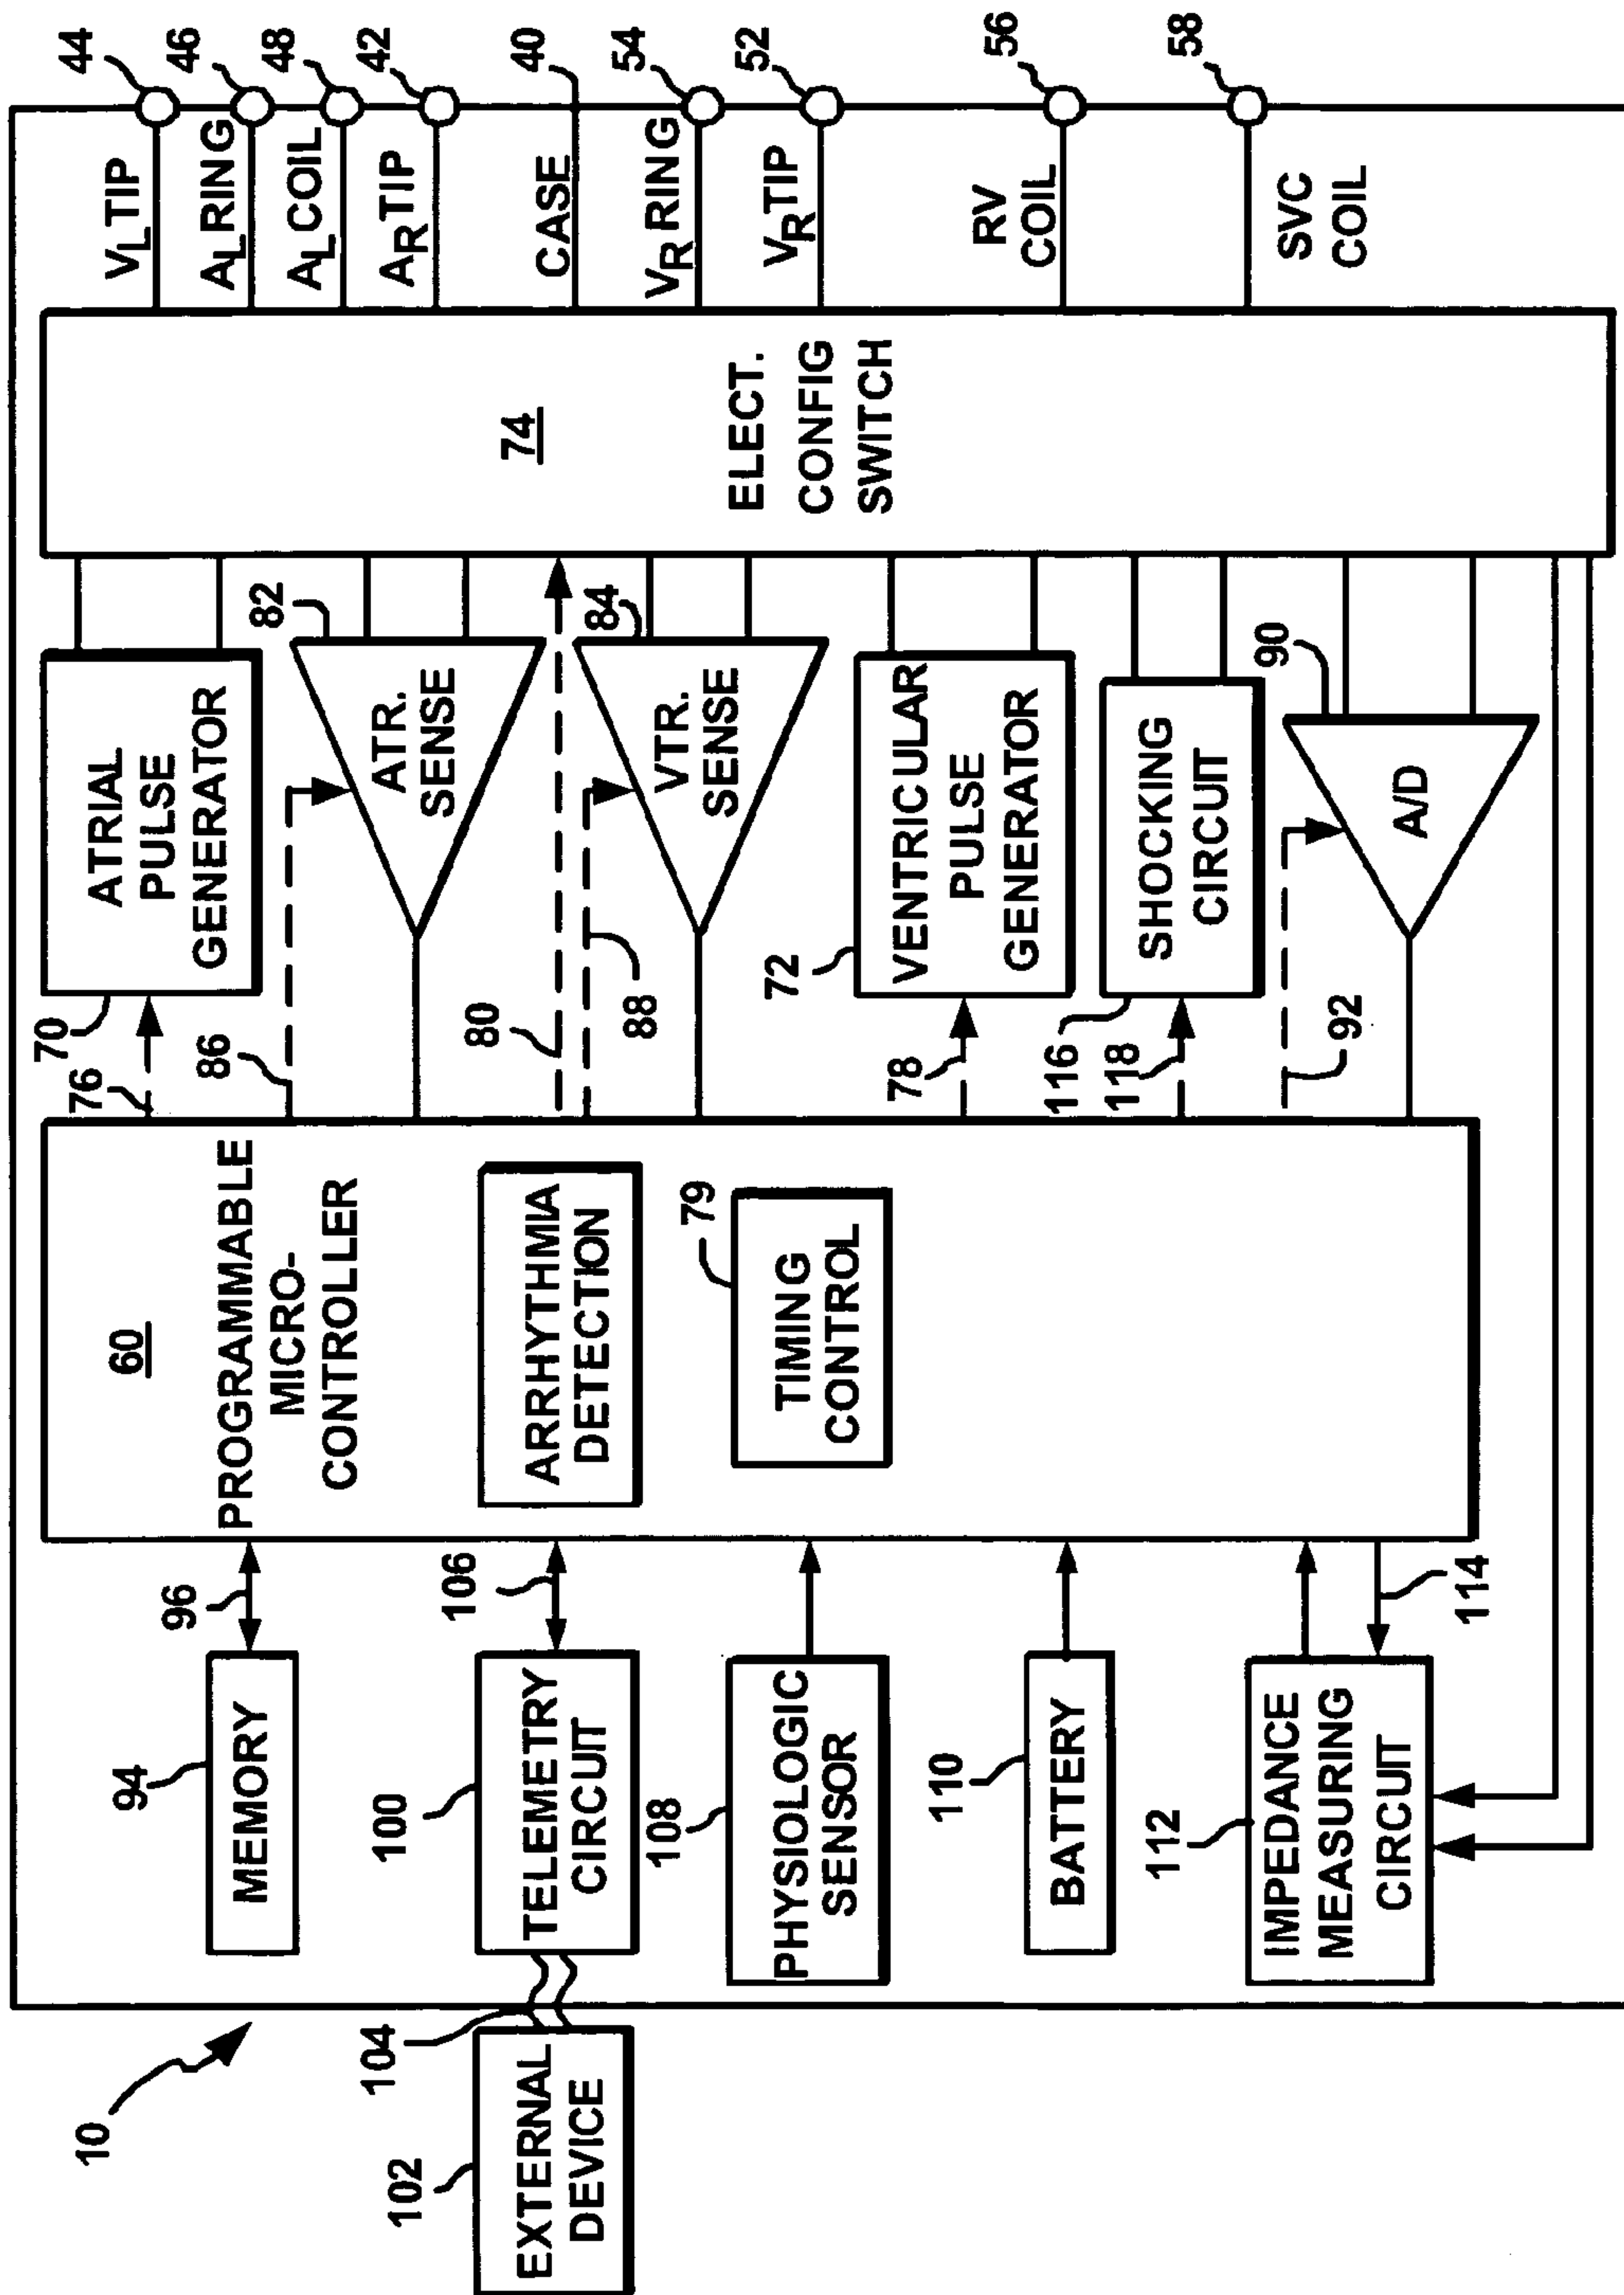 10
102
EXTERNAL
DEVICE
104
94
MEMORY
96
100
TELEMETRY
CIRCUIT
106
108
PHYSIOLOGIC
SENSOR
110
BATTERY
112
IMPEDANCE
MEASURING
CIRCUIT
114
60
PROGRAMMABLE
MICRO-
CONTROLLER
ARRHYTHMIA
DETECTION
79
TIMING
CONTROL
70
76
ATRIAL
PULSE
GENERATOR
86
82
ATR.
SENSE
80
88
84
VTR.
SENSE
72
78
VENTRICULAR
PULSE
GENERATOR
116
118
SHOCKING
CIRCUIT
92
90
A/D
74
ELECT.
CONFIG
SWITCH
VL TIP
44
AL RING
46
AL COIL
48
AR TIP
42
CASE
40
VR RING
54
VR TIP
52
RV
COIL
56
SVC
COIL
58